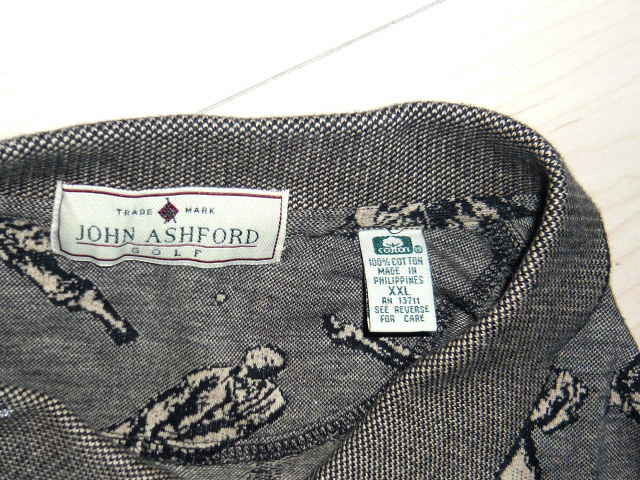 TRADE MARK
JOHN ASHFORD
GOLF
cotton
100% COTTON
MADE IN
PHILIPPINES
XXL
RN 13711
SEE REVERSE
FOR CARE